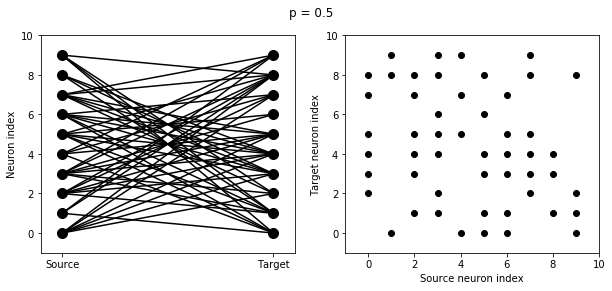 p = 0.5
Neuron index
10
8
6
4
2
0
Source Target
Target neuron index
10
8
6
4
2
0
0 2 4 6 8 10
Source neuron index